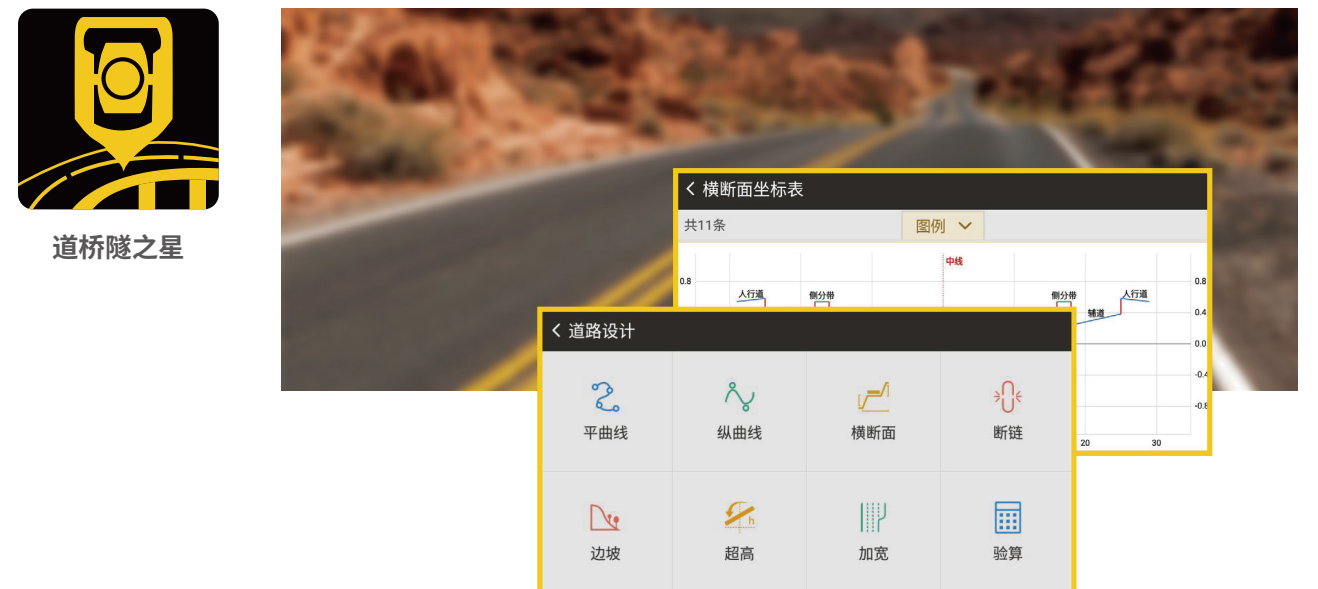 道桥隧之星
横断面坐标表
共11条
图例
中线
0.8
0.8
人行道
侧分带
侧分带
人行道
辅道
0.4
0.0
-0.4
-0.8
20
30
道路设计
平曲线
纵曲线
横断面
断链
h
边坡
超高
加宽
验算